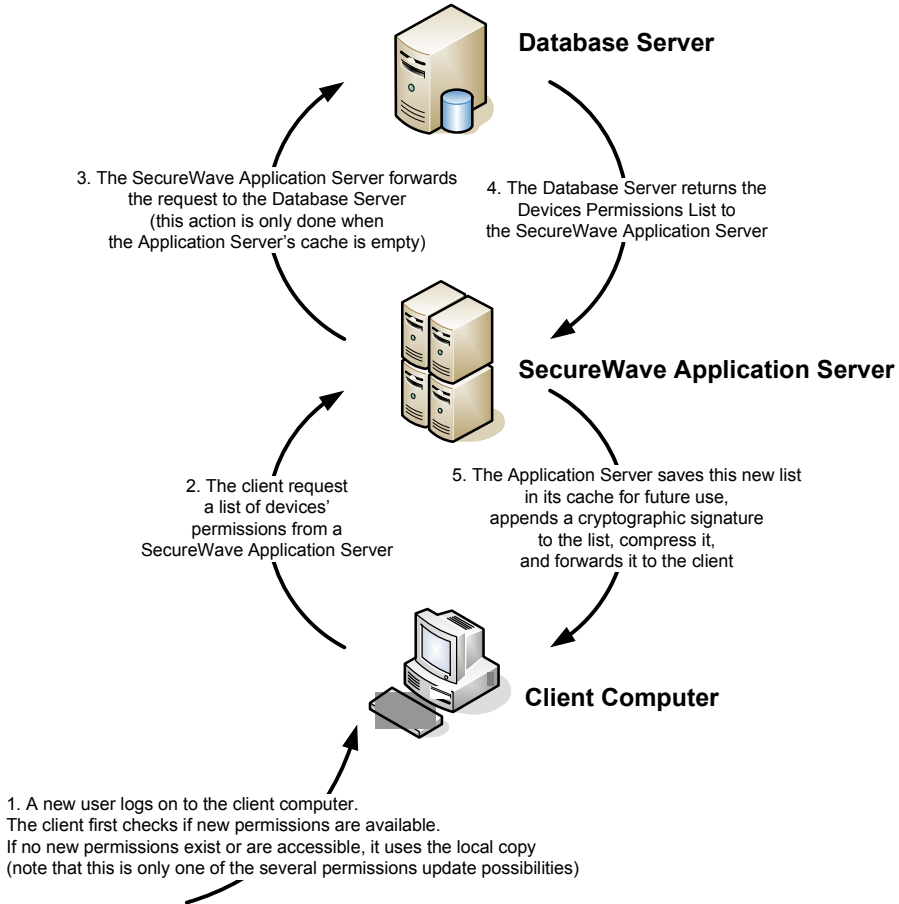 Database Server
3. The SecureWave Application Server forwards
the request to the Database Server
(this action is only done when
the Application Server's cache is empty)
4. The Database Server returns the
Devices Permissions List to
the SecureWave Application Server
SecureWave Application Server
2. The client request
a list of devices'
permissions from a
SecureWave Application Server
5. The Application Server saves this new list
in its cache for future use,
appends a cryptographic signature
to the list, compress it,
and forwards it to the client
Client Computer
1. A new user logs on to the client computer.
The client first checks if new permissions are available.
If no new permissions exist or are accessible, it uses the local copy
(note that this is only one of the several permissions update possibilities)